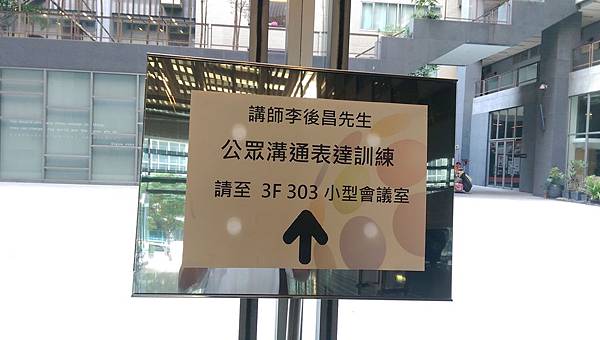 講師李後昌先生
公眾溝通表達訓練
請至 3F 303 小型會議室